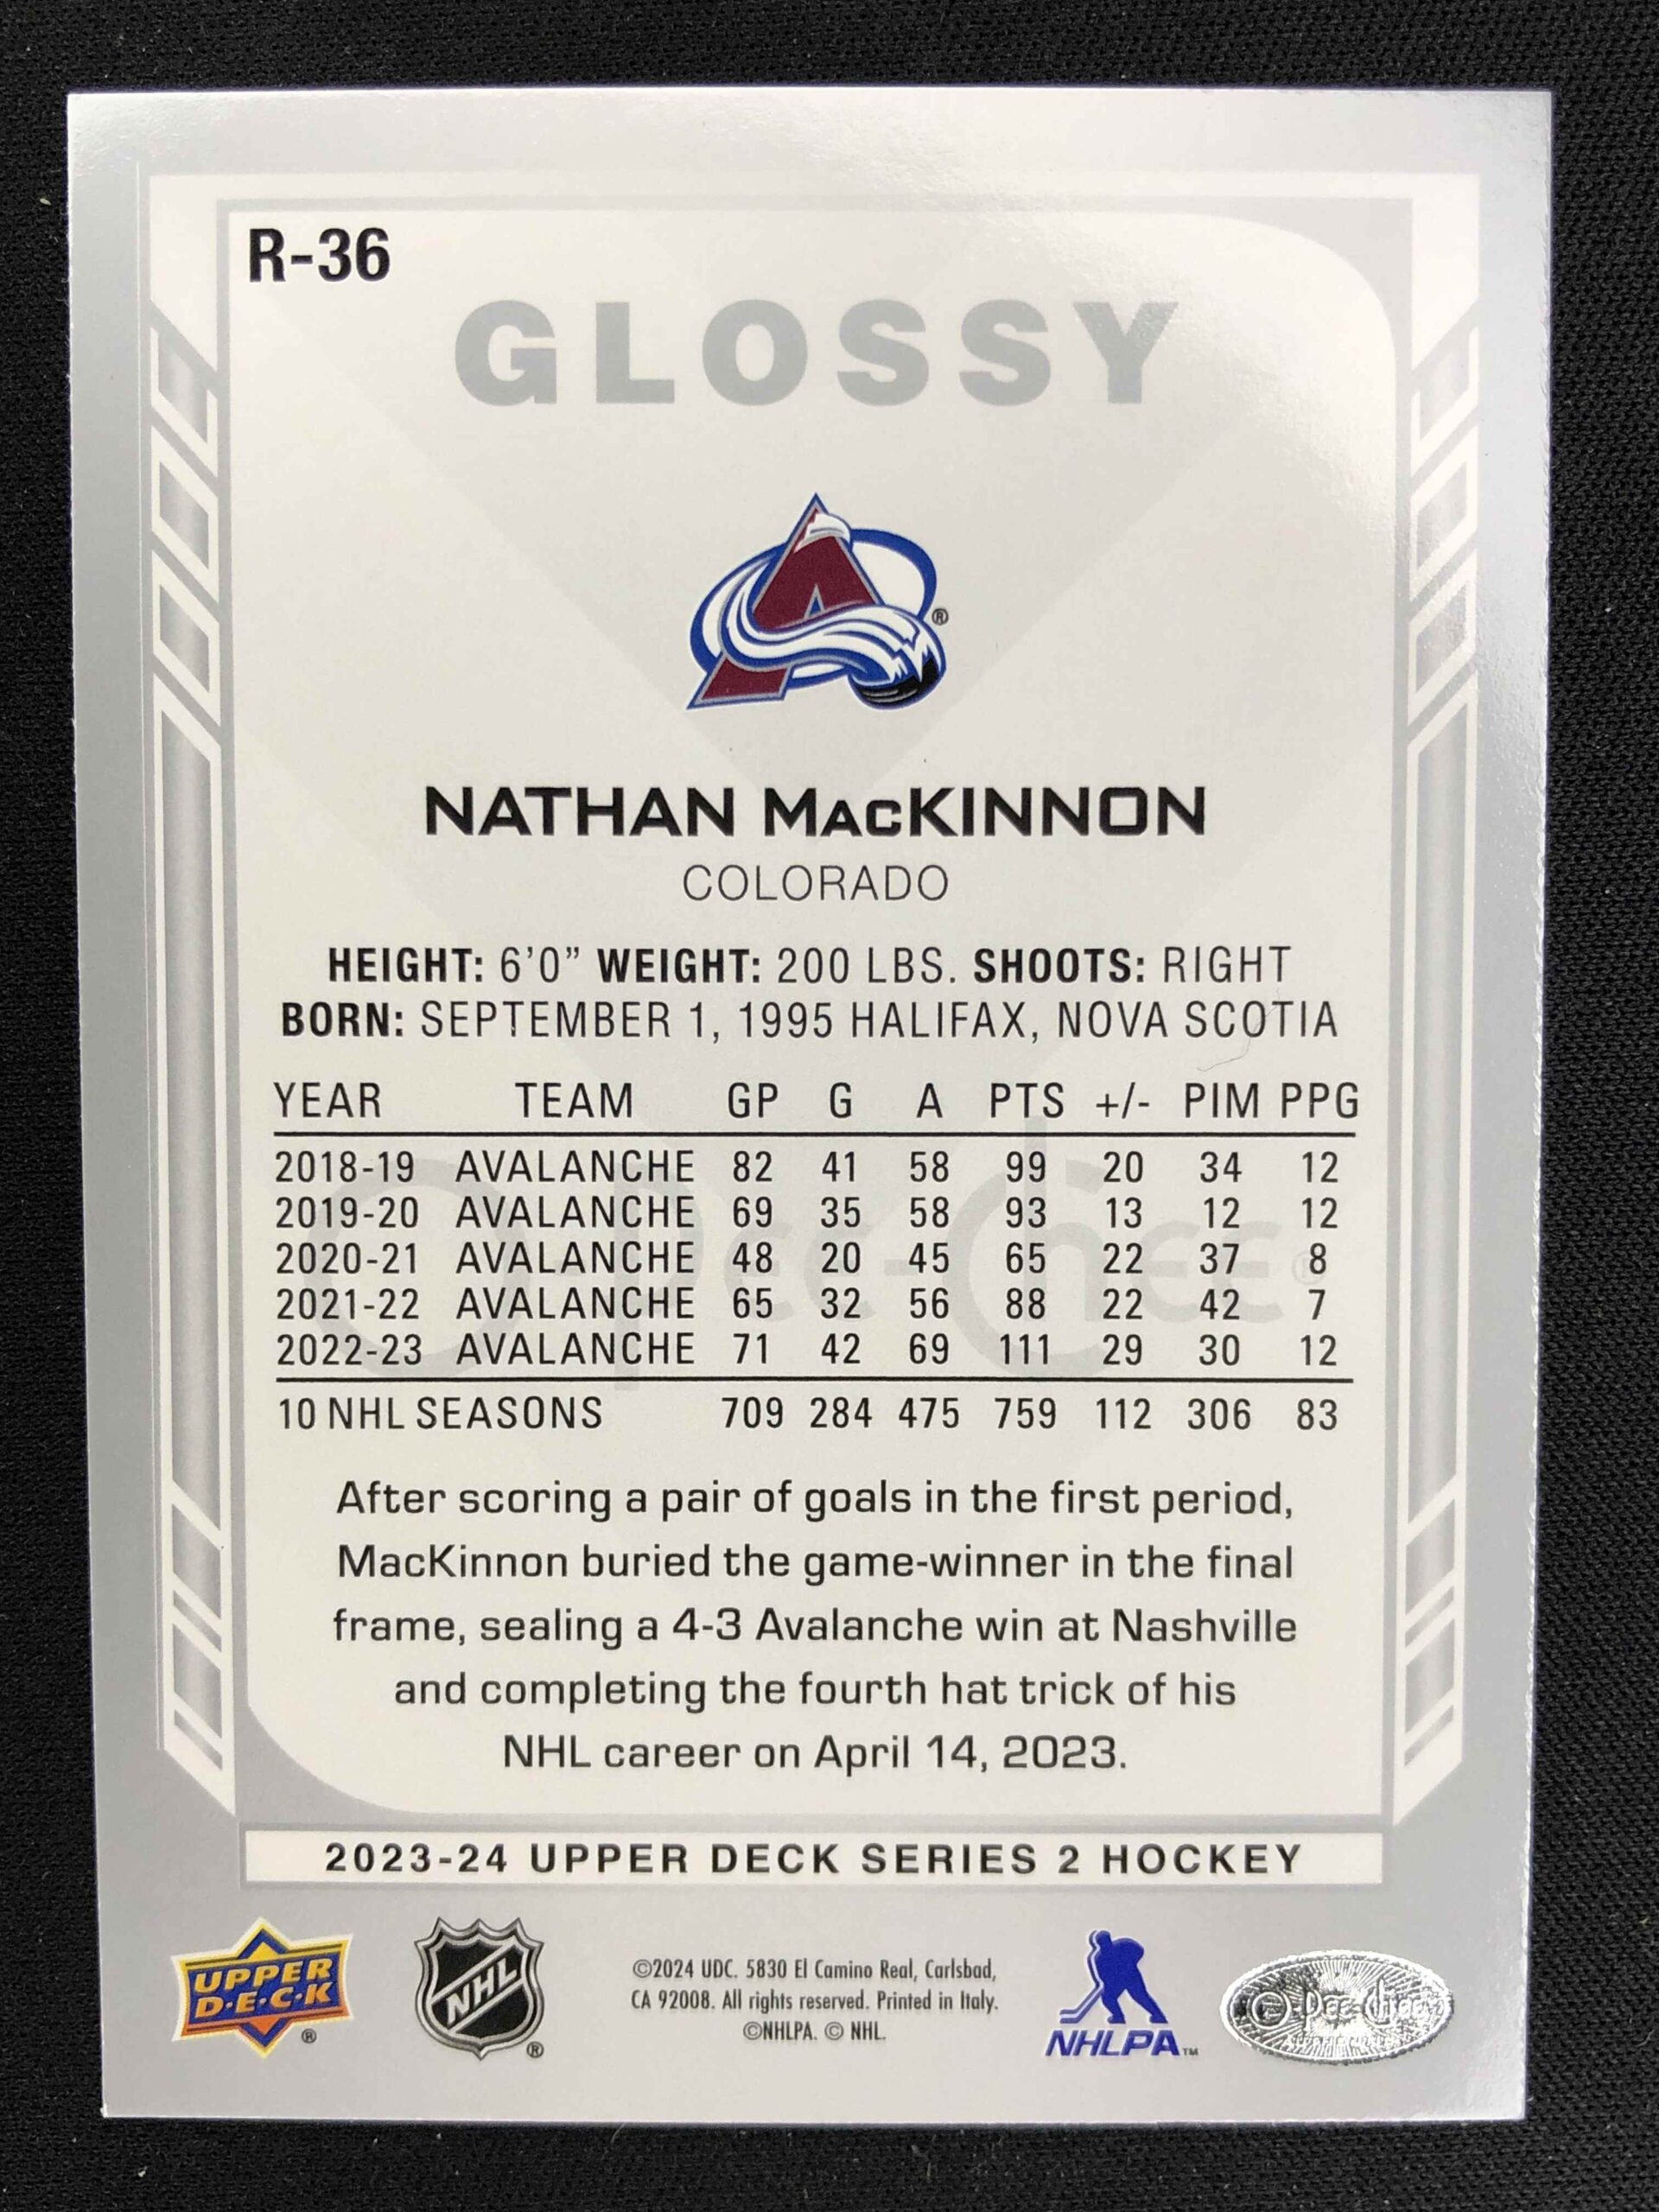 R-36
GLOSSY
®
NATHAN MacKINNON
COLORADO
HEIGHT: 6'0" WEIGHT: 200 LBS. SHOOTS: RIGHT
BORN: SEPTEMBER 1, 1995 HALIFAX, NOVA SCOTIA
YEAR TEAM GP G A PTS +/- PIM PPG
2018-19 AVALANCHE 82 41 58 99 20 34 12
2019-20 AVALANCHE 69 35 58 93 13 12 12
2020-21 AVALANCHE 48 20 45 65 22 37 8
2021-22 AVALANCHE 65 32 56 88 22 42 7
2022-23 AVALANCHE 71 42 69 111 29 30 12
O-Pee-Chee®
10 NHL SEASONS 709 284 475 759 112 306 83
After scoring a pair of goals in the first period,
MacKinnon buried the game-winner in the final
frame, sealing a 4-3 Avalanche win at Nashville
and completing the fourth hat trick of his
NHL career on April 14, 2023.
2023-24 UPPER DECK SERIES 2 HOCKEY
UPPER
D·E·C·K
®
NHL
®
©2024 UDC. 5830 El Camino Real, Carlsbad,
CA 92008. All rights reserved. Printed in Italy.
©NHLPA. © NHL.
NHLPA™
O-Pee-Chee